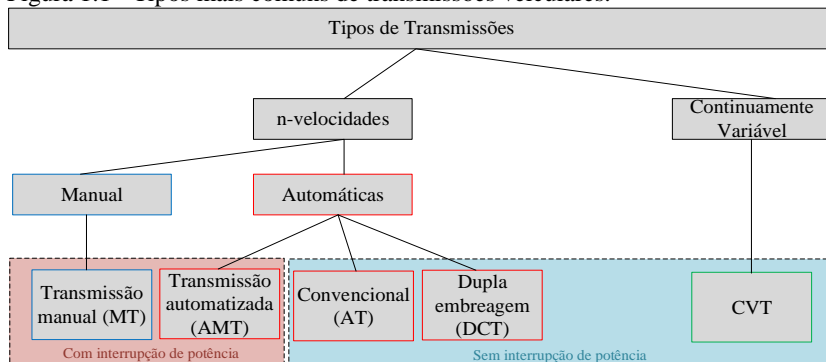 Figura 1.1 - Tipos mais comuns de transmissões veiculares.
Tipos de Transmissões
n-velocidades
Continuamente
Variável
Manual
Automáticas
Transmissão
manual (MT)
Transmissão
automatizada
(AMT)
Convencional
(AT)
Dupla
embreagem
(DCT)
CVT
Com interrupção de potência
Sem interrupção de potência